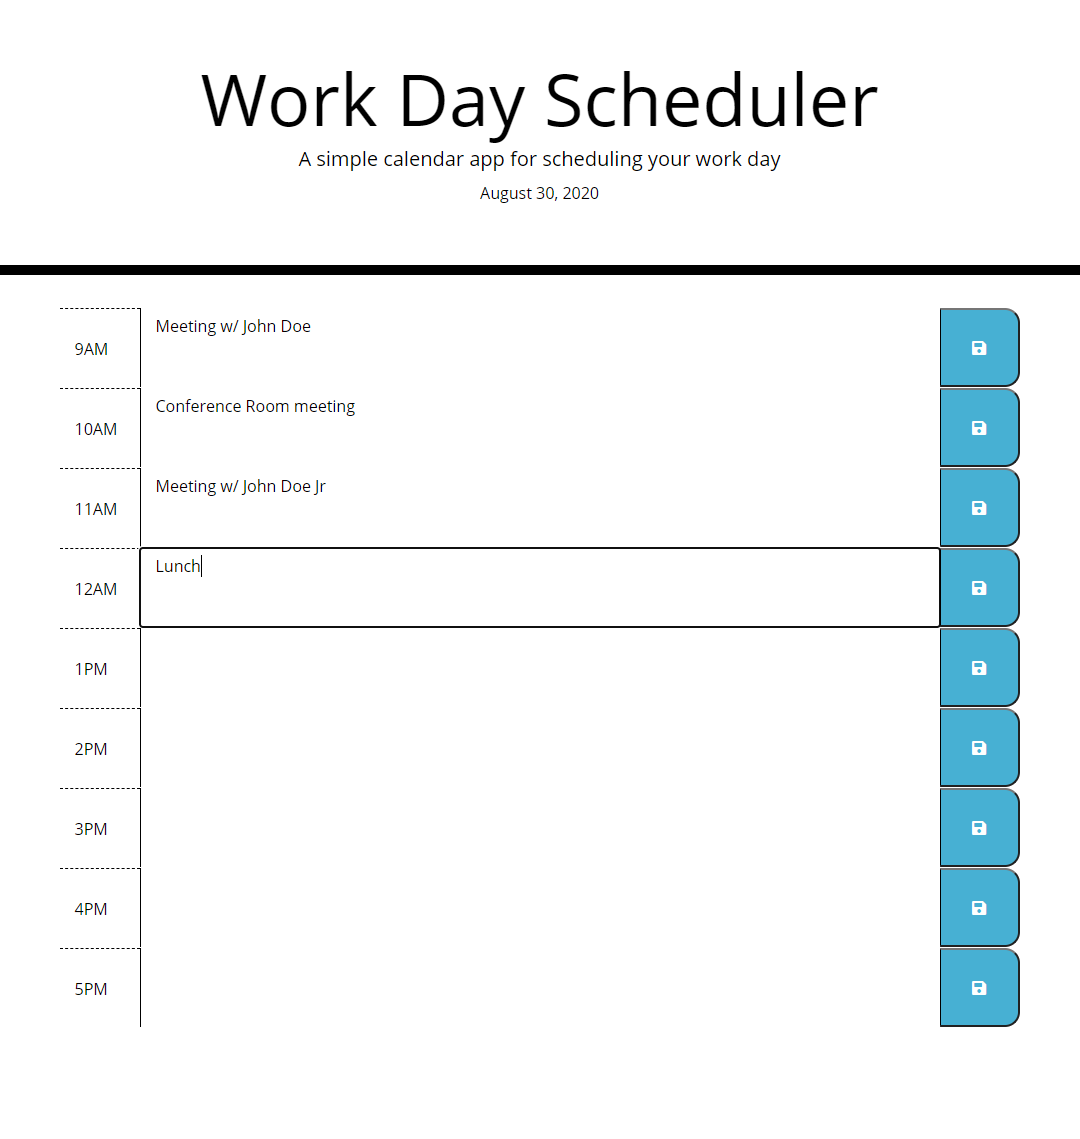 Work Day Scheduler
A simple calendar app for scheduling your work day
August 30, 2020
9AM
Meeting w/ John Doe
10AM
Conference Room meeting
11AM
Meeting w/ John Doe Jr
12AM
Lunch
1PM
2PM
3PM
4PM
5PM